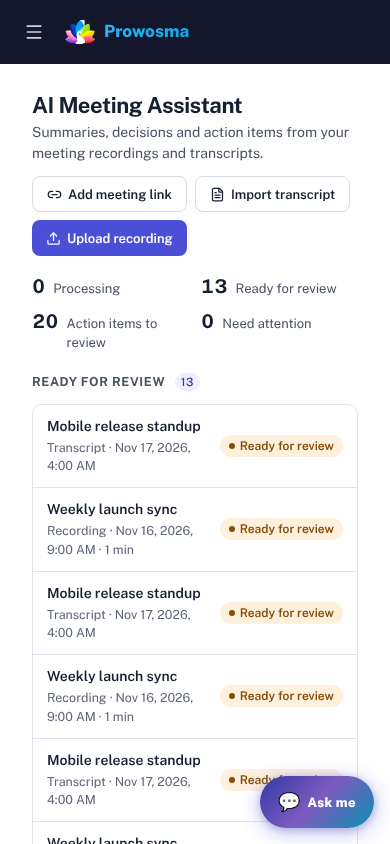 Prowosma
AI Meeting Assistant
Summaries, decisions and action items from your
meeting recordings and transcripts.
Add meeting link
Import transcript
Upload recording
0 Processing
13 Ready for review
20 Action items to
review
0 Need attention
READY FOR REVIEW 13
Mobile release standup
Transcript · Nov 17, 2026,
4:00 AM
Ready for review
Weekly launch sync
Recording · Nov 16, 2026,
9:00 AM · 1 min
Ready for review
Mobile release standup
Transcript · Nov 17, 2026,
4:00 AM
Ready for review
Weekly launch sync
Recording · Nov 16, 2026,
9:00 AM · 1 min
Ready for review
Mobile release standup
Transcript · Nov 17, 2026,
4:00 AM
Ready
Ask me
Weekly launch sync